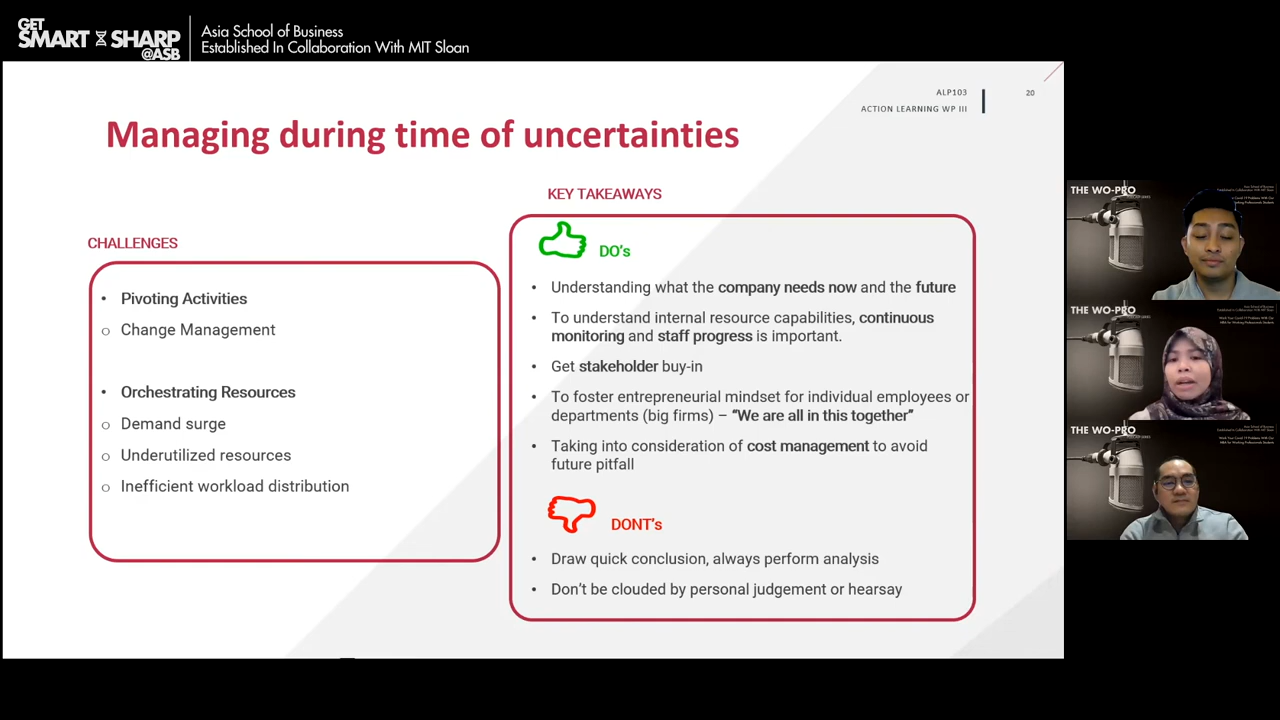 GET
SMART SHARP
@ASB
Asia School of Business
Established In Collaboration With MIT Sloan
ALP103
ACTION LEARNING WP III
20
Managing during time of uncertainties
CHALLENGES
• Pivoting Activities
o Change Management
• Orchestrating Resources
o Demand surge
o Underutilized resources
o Inefficient workload distribution
KEY TAKEAWAYS
DO's
• Understanding what the company needs now and the future
• To understand internal resource capabilities, continuous
monitoring and staff progress is important.
• Get stakeholder buy-in
• To foster entrepreneurial mindset for individual employees or
departments (big firms) – “We are all in this together”
• Taking into consideration of cost management to avoid
future pitfall
DONT's
• Draw quick conclusion, always perform analysis
• Don't be clouded by personal judgement or hearsay
THE WO-PRO
THE WO-PRO
THE WO-PRO